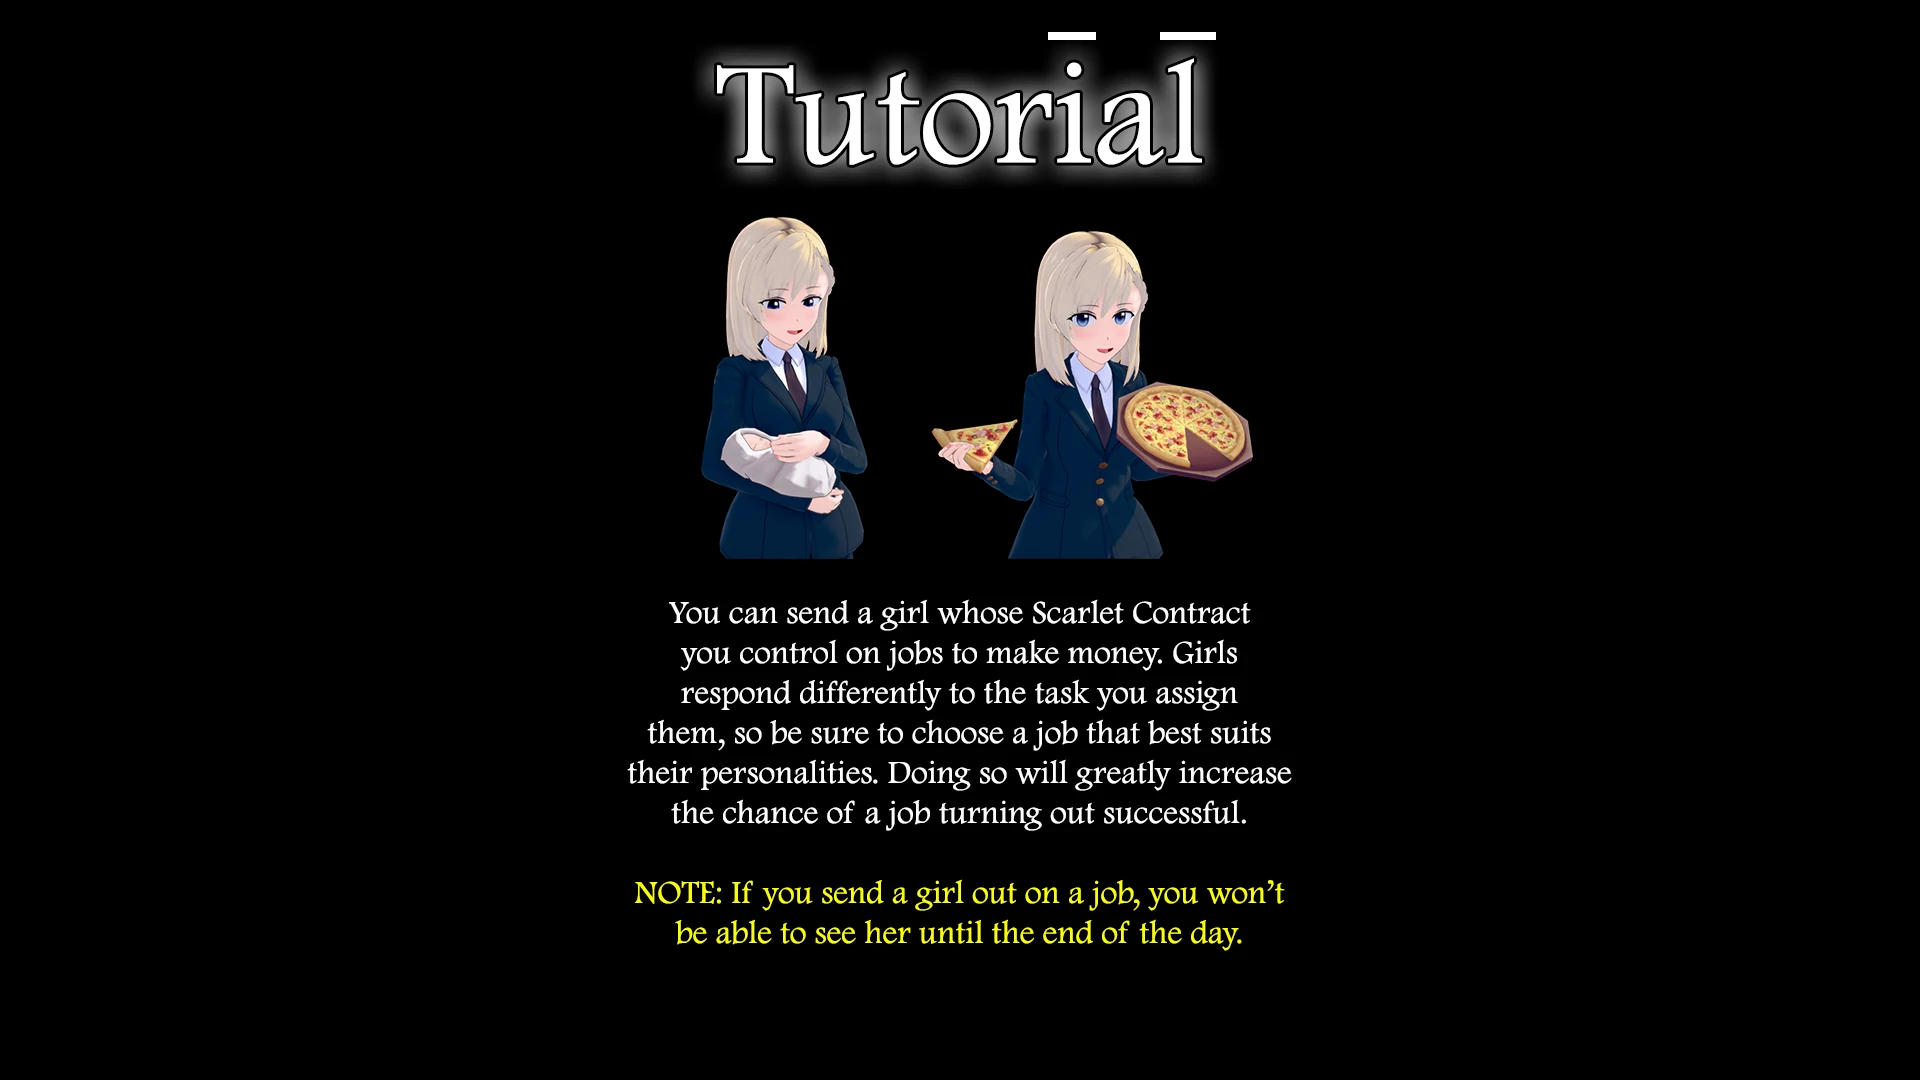 Tutorial
You can send a girl whose Scarlet Contract
you control on jobs to make money. Girls
respond differently to the task you assign
them, so be sure to choose a job that best suits
their personalities. Doing so will greatly increase
the chance of a job turning out successful.
NOTE: If you send a girl out on a job, you won’t
be able to see her until the end of the day.